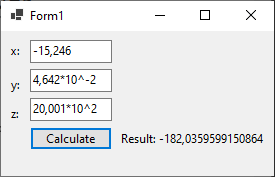 Form1
x: -15,246
y: 4,642*10^-2
z: 20,001*10^2
Calculate Result: -182,0359599150864